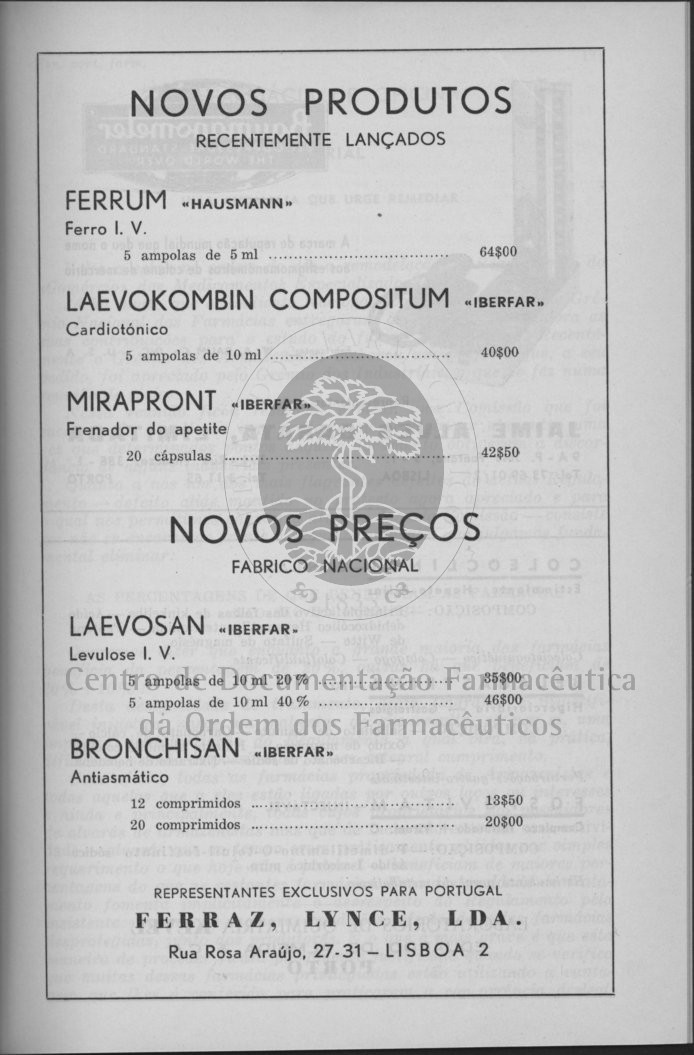 NOVOS PRODUTOS
RECENTEMENTE LANÇADOS
FERRUM «HAUSMANN»
Ferro I. V.
5 ampolas de 5 ml ................................... 64$00
LAEVOKOMBIN COMPOSITUM «IBERFAR»
Cardiotónico
5 ampolas de 10 ml ................................... 40$00
MIRAPRONT «IBERFAR»
Frenador do apetite
20 cápsulas ................................... 42$50
NOVOS PREÇOS
FABRICO NACIONAL
LAEVOSAN «IBERFAR»
Levulose I. V.
5 ampolas de 10 ml 20 % ........................... 35$00
Centro de Documentação Farmacêutica
5 ampolas de 10 ml 40 % ........................... 46$00
da Ordem dos Farmacêuticos
BRONCHISAN «IBERFAR»
Antiasmático
12 comprimidos ................................... 13$50
20 comprimidos ................................... 20$00
REPRESENTANTES EXCLUSIVOS PARA PORTUGAL
FERRAZ, LYNCE, LDA.
Rua Rosa Araújo, 27-31 — LISBOA 2